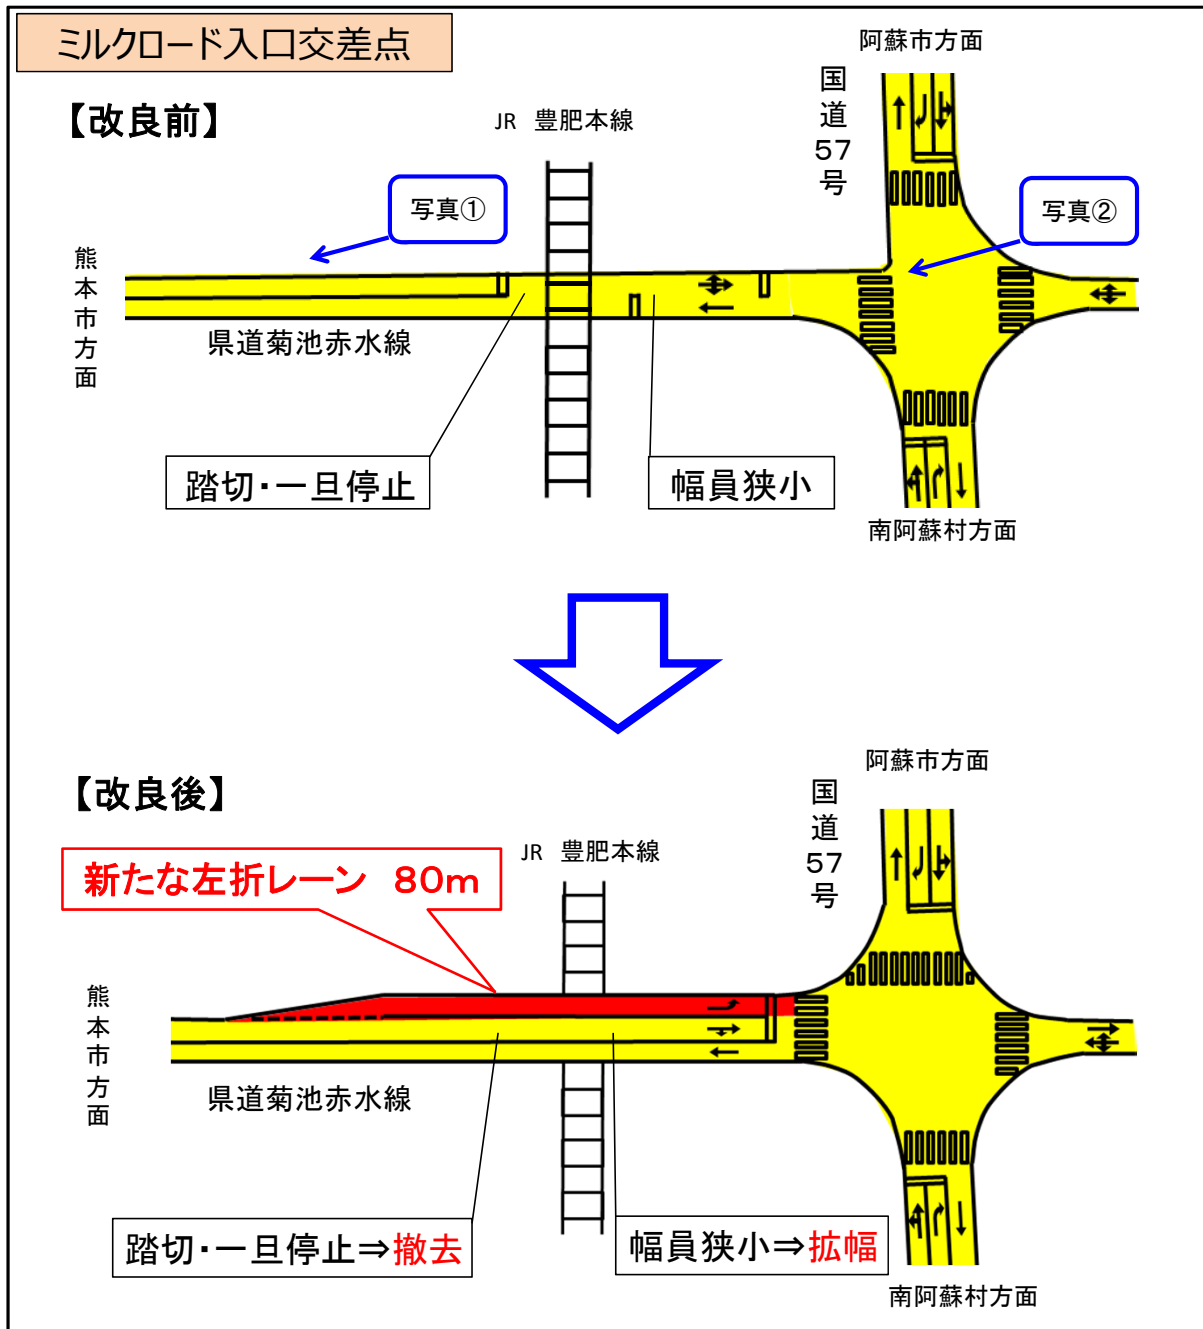 ミルクロード入口交差点
阿蘇市方面
国道57号
【改良前】
JR 豊肥本線
写真①
写真②
熊本市方面
県道菊池赤水線
踏切・一旦停止
幅員狭小
南阿蘇村方面
阿蘇市方面
国道57号
【改良後】
JR 豊肥本線
新たな左折レーン 80m
熊本市方面
県道菊池赤水線
踏切・一旦停止⇒撤去
幅員狭小⇒拡幅
南阿蘇村方面